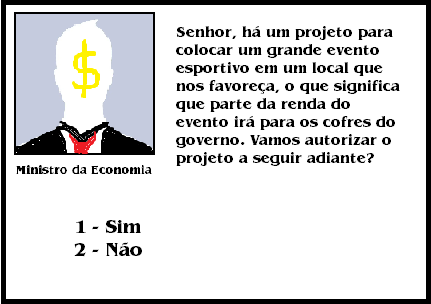 $
Ministro da Economia
Senhor, há um projeto para
colocar um grande evento
esportivo em um local que
nos favoreça, o que significa
que parte da renda do
evento irá para os cofres do
governo. Vamos autorizar o
projeto a seguir adiante?
1 - Sim
2 - Não